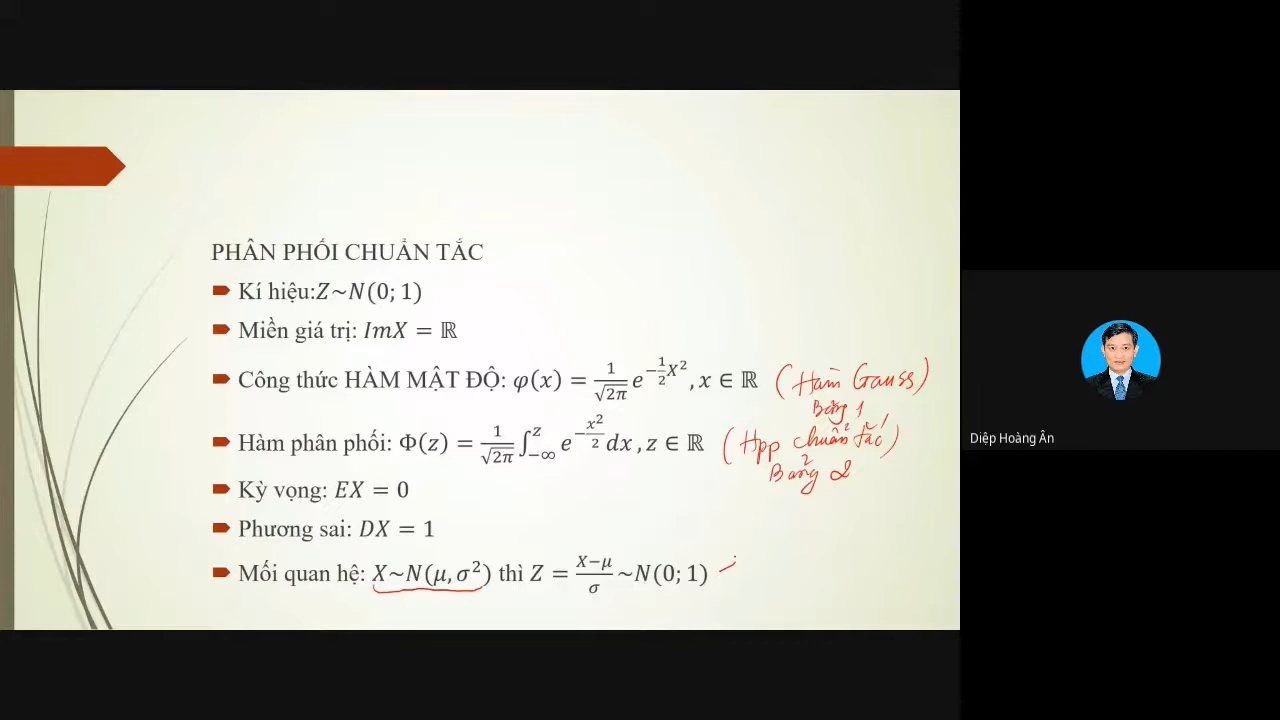 PHÂN PHỐI CHUẨN TẮC
Kí hiệu:Z~N(0; 1)
Miền giá trị: ImX = ℝ
Công thức HÀM MẬT ĐỘ: φ(x) = 1/√2π e^(-1/2 X²), x ∈ ℝ (Hàm Gauss)
Bảng 1
Hàm phân phối: Φ(z) = 1/√2π ∫_{-∞}^{z} e^(-x²/2) dx , z ∈ ℝ (Hpp chuẩn tắc)
Bảng 2
Kỳ vọng: EX = 0
Phương sai: DX = 1
Mối quan hệ: X~N(μ, σ²) thì Z = (X−μ)/σ ~N(0; 1)
Diệp Hoàng Ân